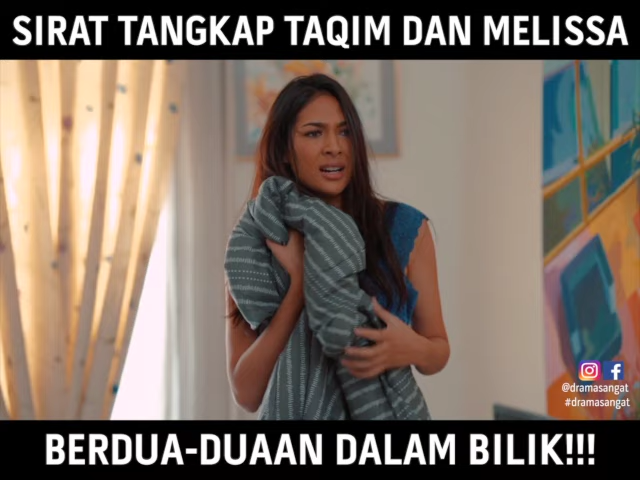 SIRAT TANGKAP TAQIM DAN MELISSA
@dramasangat
#dramasangat
BERDUA-DUAAN DALAM BILIK!!!